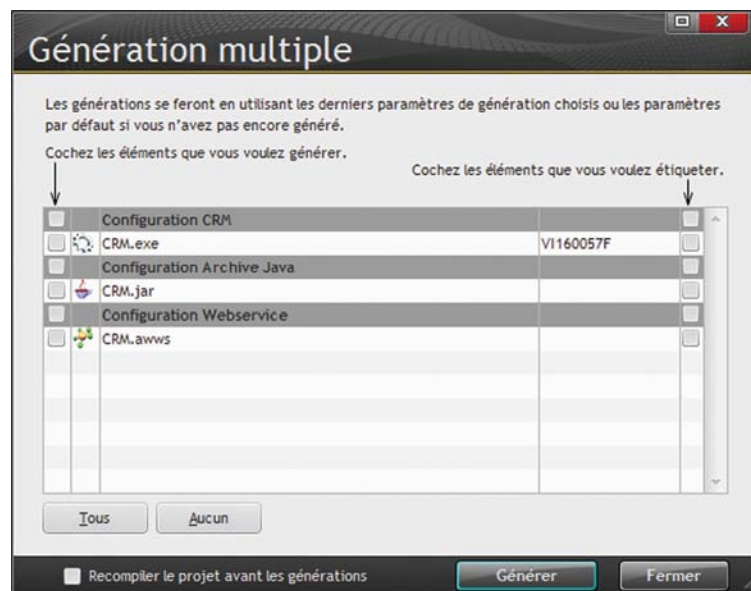 Génération multiple
Les générations se feront en utilisant les derniers paramètres de génération choisis ou les paramètres
par défaut si vous n'avez pas encore généré.
Cochez les éléments que vous voulez générer.
Cochez les éléments que vous voulez étiqueter.
Configuration CRM
CRM.exe VI160057F
Configuration Archive Java
CRM.jar
Configuration Webservice
CRM.awws
Tous Aucun
Recompiler le projet avant les générations Générer Fermer